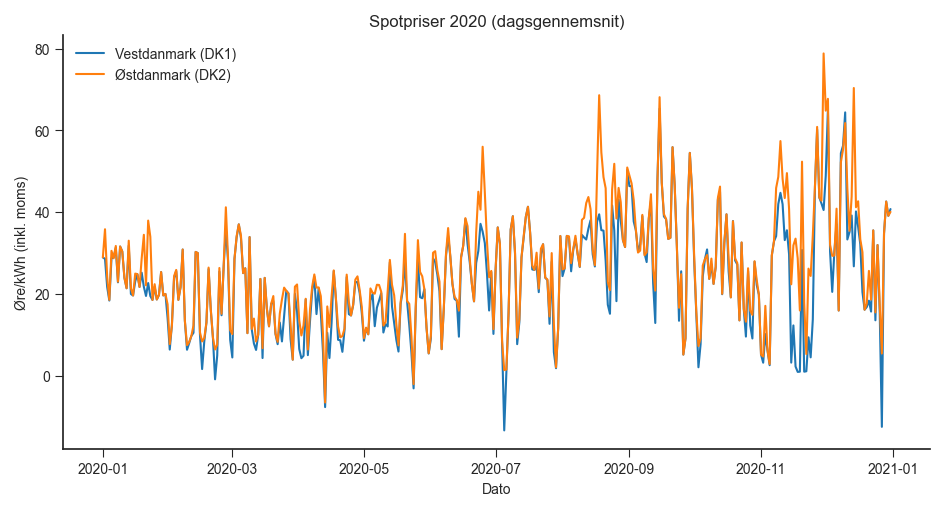 Spotpriser 2020 (dagsgennemsnit)
Vestdanmark (DK1)
Østdanmark (DK2)
Øre/kWh (inkl. moms)
80
60
40
20
0
2020-01
2020-03
2020-05
2020-07
2020-09
2020-11
2021-01
Dato